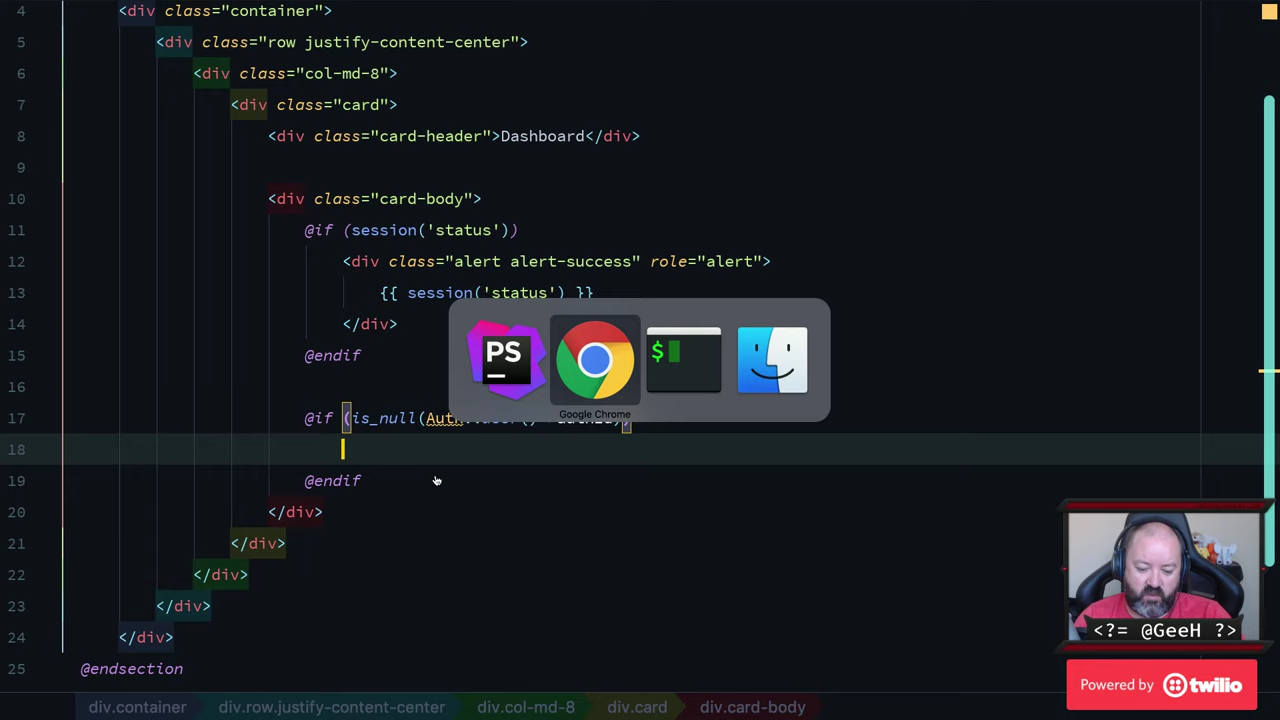 4 <div class="container">
5 <div class="row justify-content-center">
6 <div class="col-md-8">
7 <div class="card">
8 <div class="card-header">Dashboard</div>
9
10 <div class="card-body">
11 @if (session('status'))
12 <div class="alert alert-success" role="alert">
13 {{ session('status') }}
14 </div>
15 @endif
16
17 @if (is_null(Auth
18
19 @endif
20 </div>
21 </div>
22 </div>
23 </div>
24 </div>
25 @endsection
PS
$
Google Chrome
<?= @GeeH ?>
Powered by twilio
div.container div.row.justify-content-center div.col-md-8 div.card div.card-body